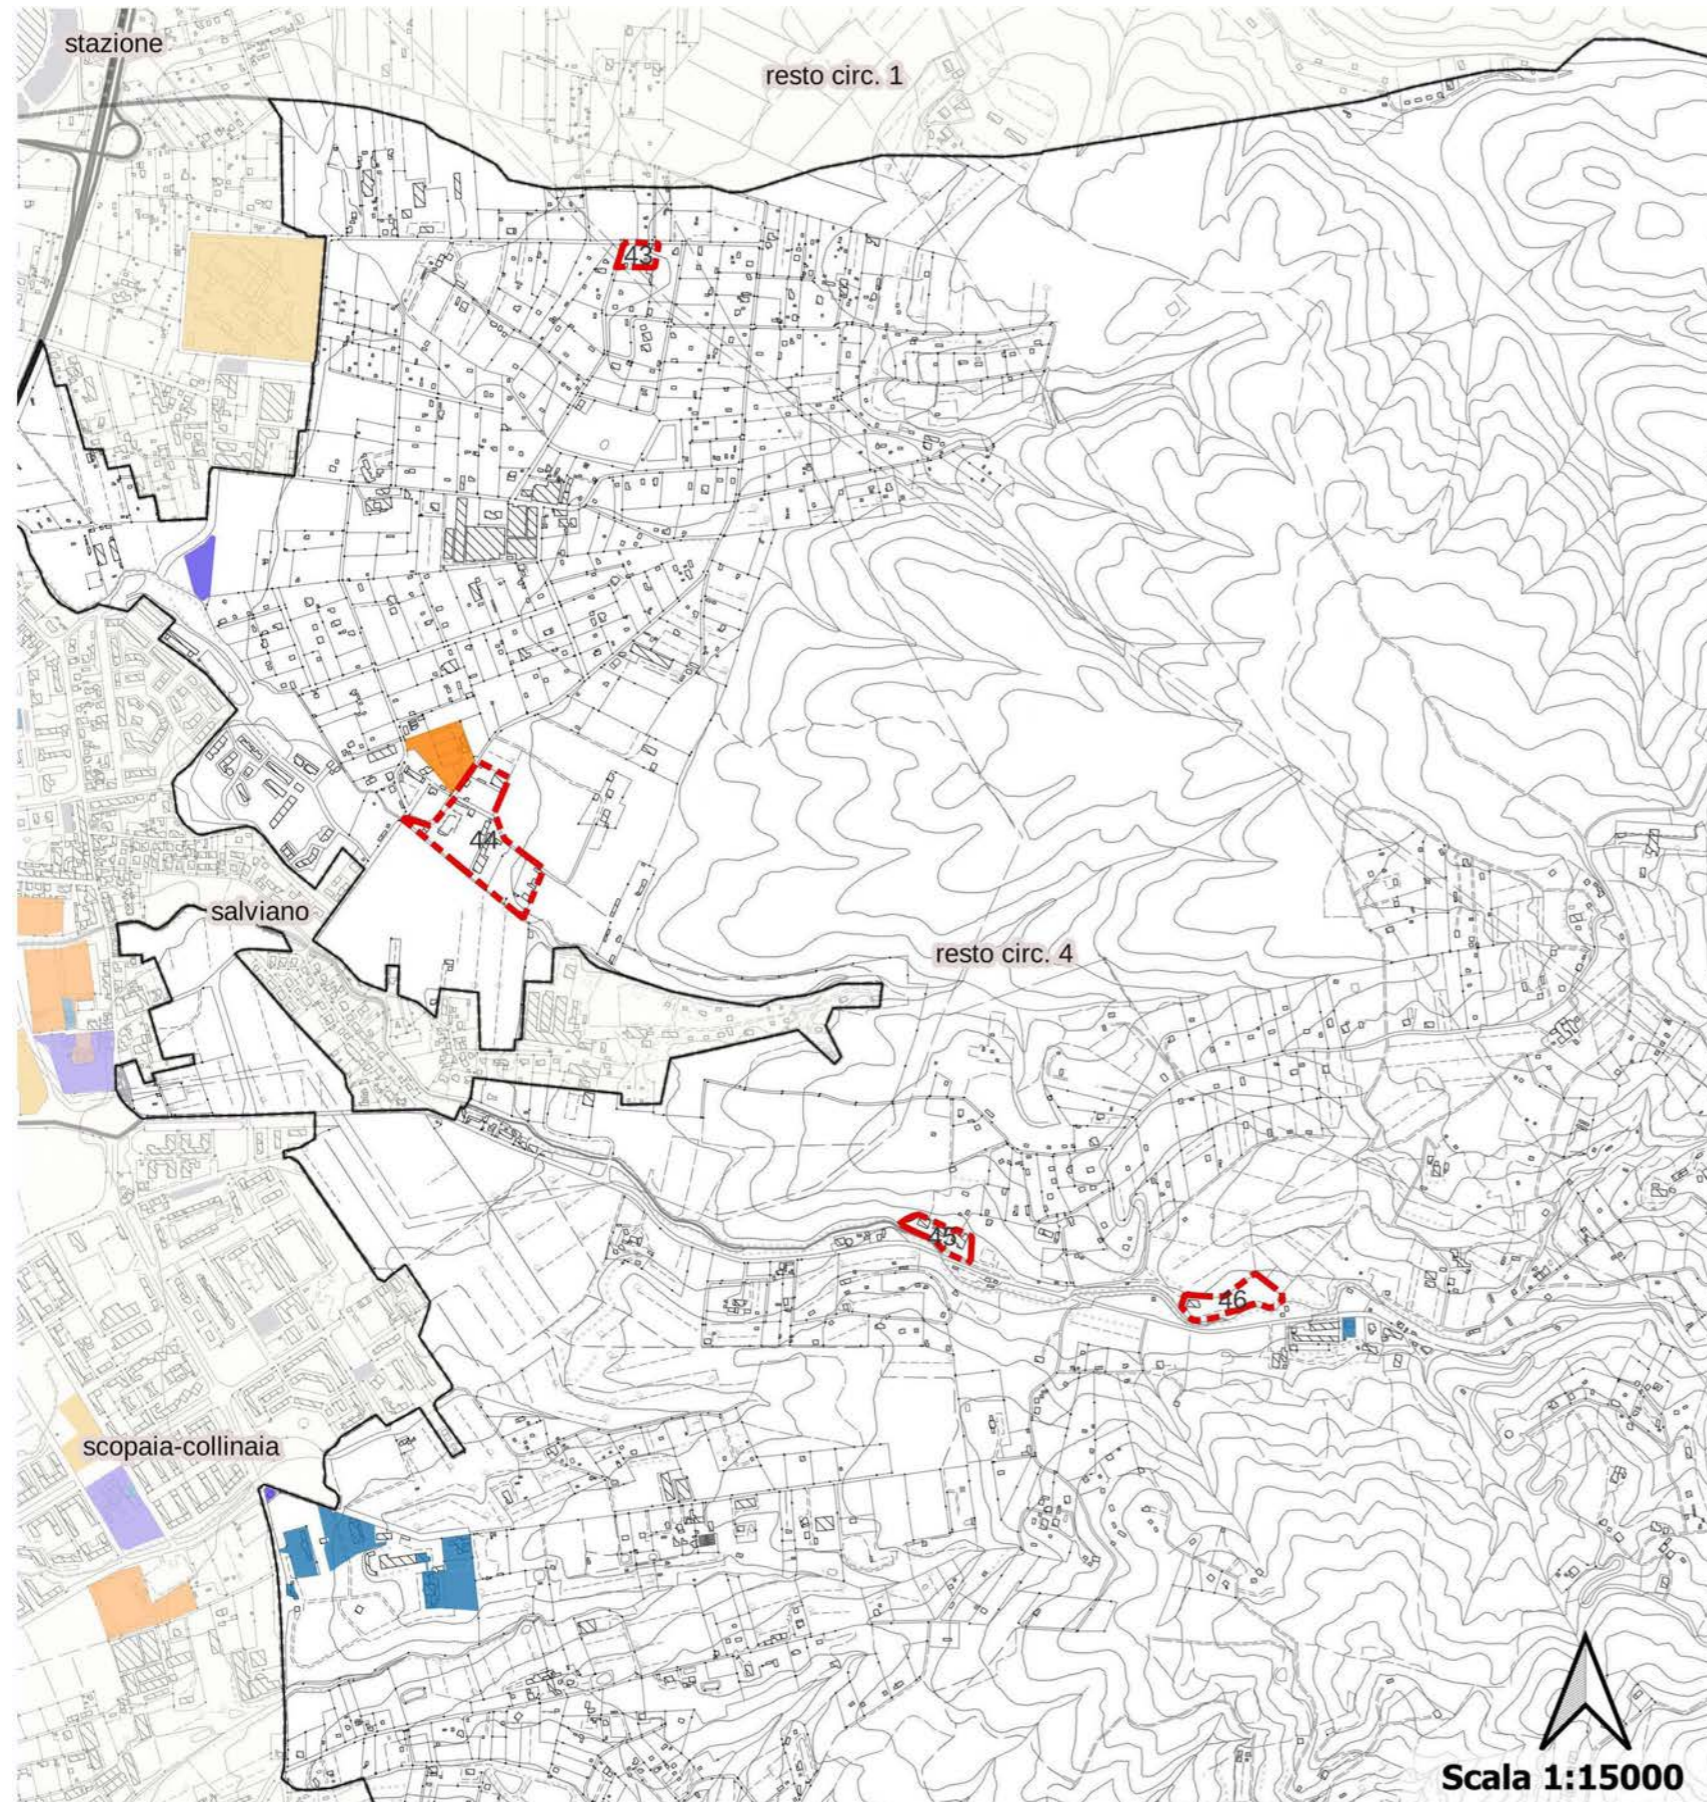 stazione
resto circ. 1
43
44
salviano
resto circ. 4
45
46
scopaia-collinaia
Scala 1:15000